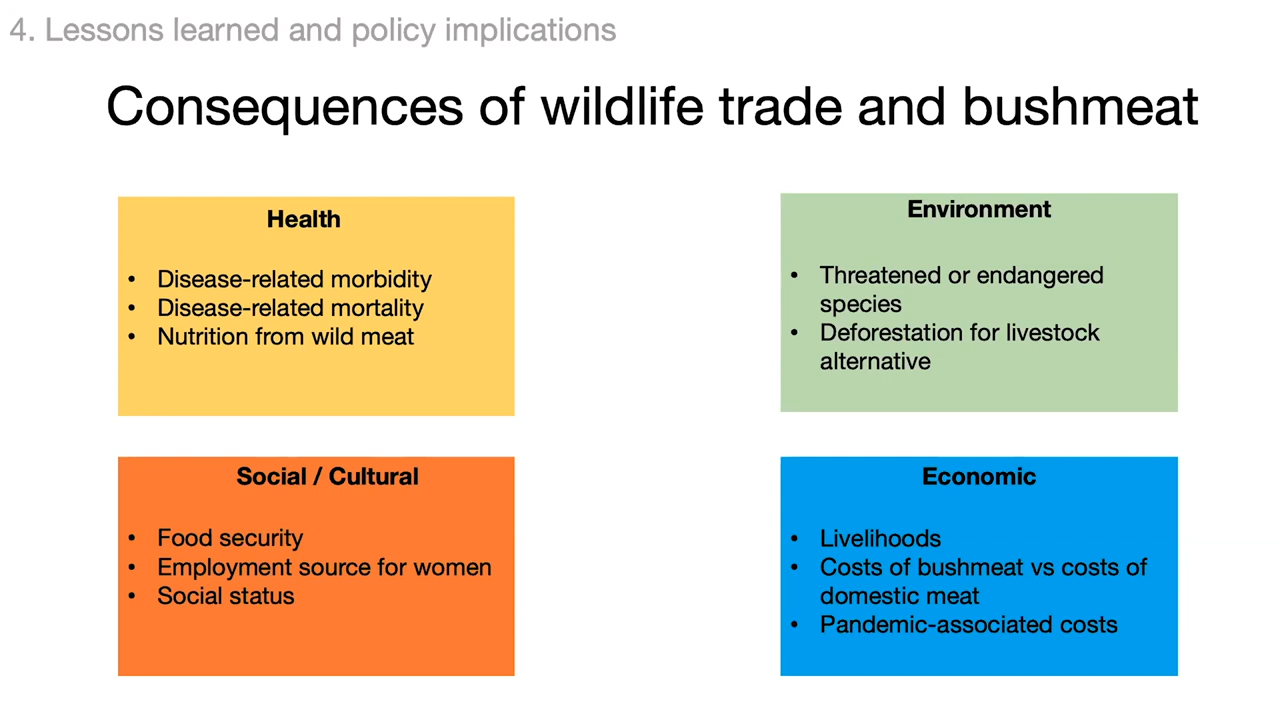 4. Lessons learned and policy implications
Consequences of wildlife trade and bushmeat
Health
• Disease-related morbidity
• Disease-related mortality
• Nutrition from wild meat
Environment
• Threatened or endangered
species
• Deforestation for livestock
alternative
Social / Cultural
• Food security
• Employment source for women
• Social status
Economic
• Livelihoods
• Costs of bushmeat vs costs of
domestic meat
• Pandemic-associated costs